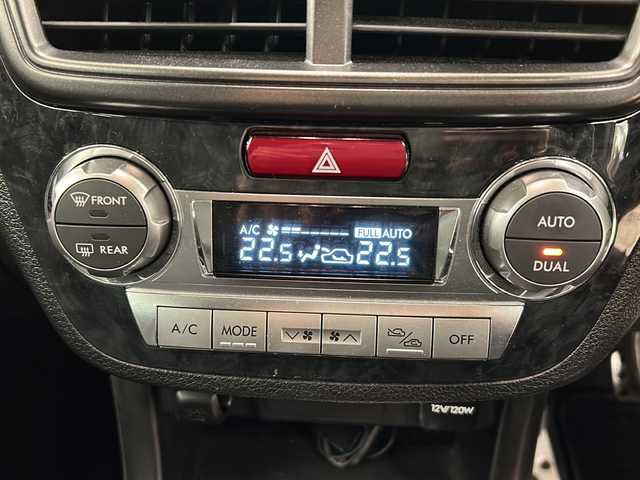 FRONT
REAR
A/C FULL AUTO
22.5 22.5
AUTO
DUAL
A/C
MODE
OFF
12V/120W